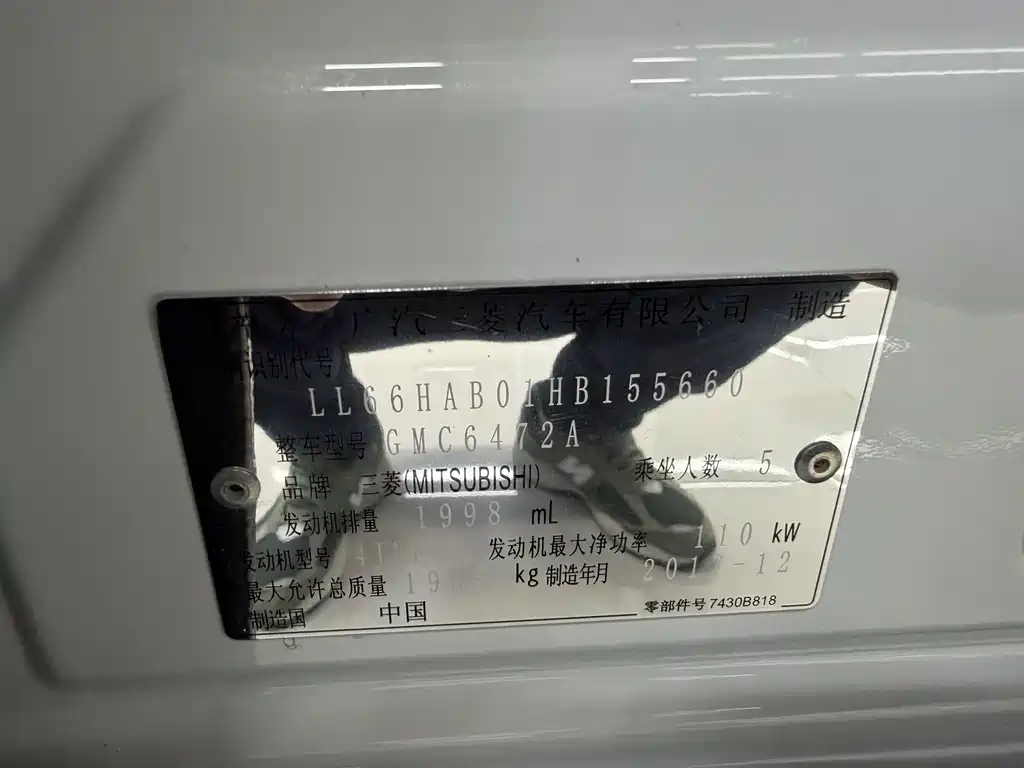 广汽三菱汽车有限公司 制造
识别代号
LL66HAB01HB155660
整车型号 GMC6472A
品牌 三菱(MITSUBISHI) 乘坐人数 5
发动机排量 1998 mL
发动机型号 发动机最大净功率 110 kW
最大允许总质量 kg 制造年月
制造国 中国 零部件号 7430B818